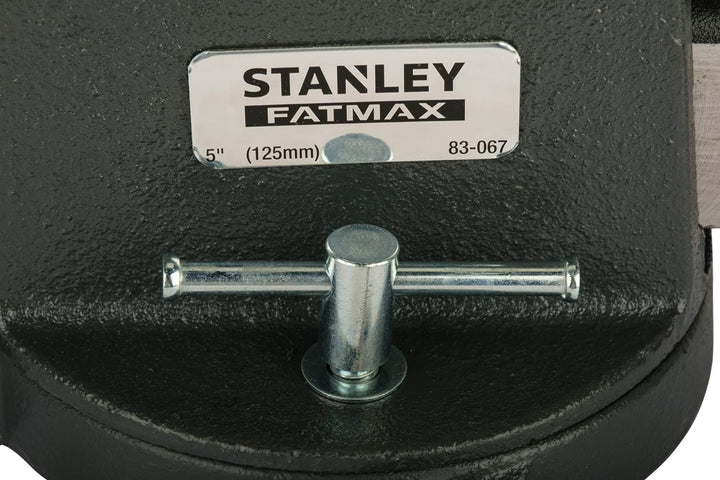 STANLEY
FATMAX
5" (125mm) 83-067